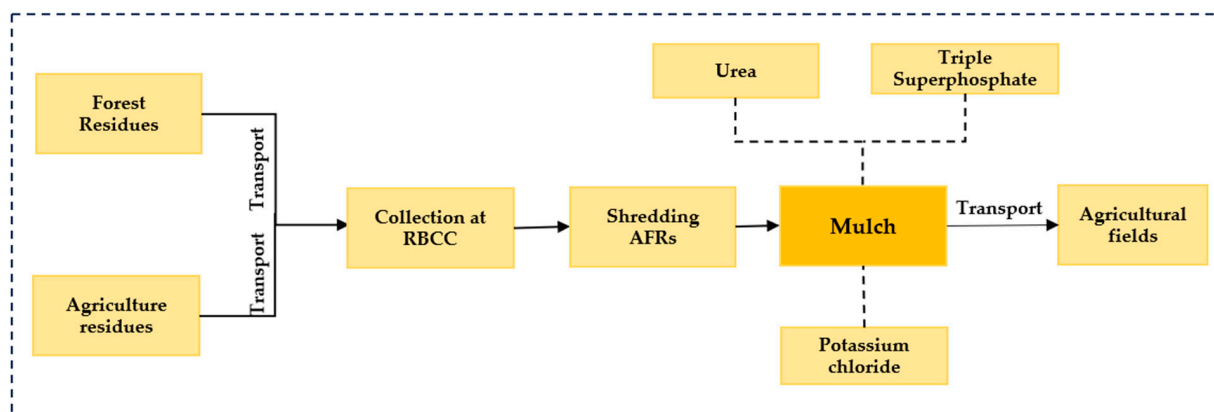 Forest
Residues
Transport
Transport
Agriculture
residues
Collection at
RBCC
Shredding
AFRs
Urea
Triple
Superphosphate
Mulch
Potassium
chloride
Transport
Agricultural
fields